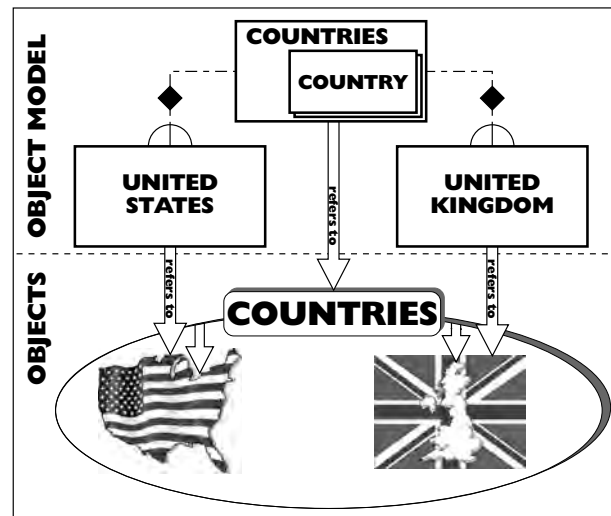 OBJECT MODEL
COUNTRIES
COUNTRY
UNITED
STATES
UNITED
KINGDOM
refers to
refers to
refers to
OBJECTS
COUNTRIES